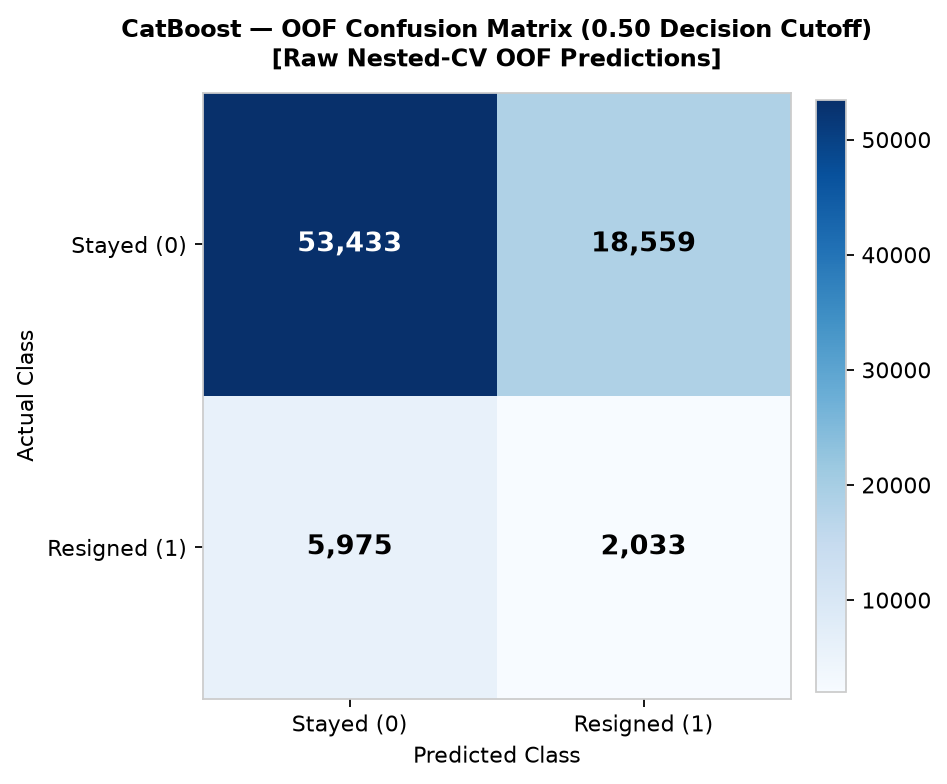 CatBoost — OOF Confusion Matrix (0.50 Decision Cutoff)
[Raw Nested-CV OOF Predictions]
Actual Class
Stayed (0)
53,433
18,559
Resigned (1)
5,975
2,033
Stayed (0)
Resigned (1)
Predicted Class
50000
40000
30000
20000
10000